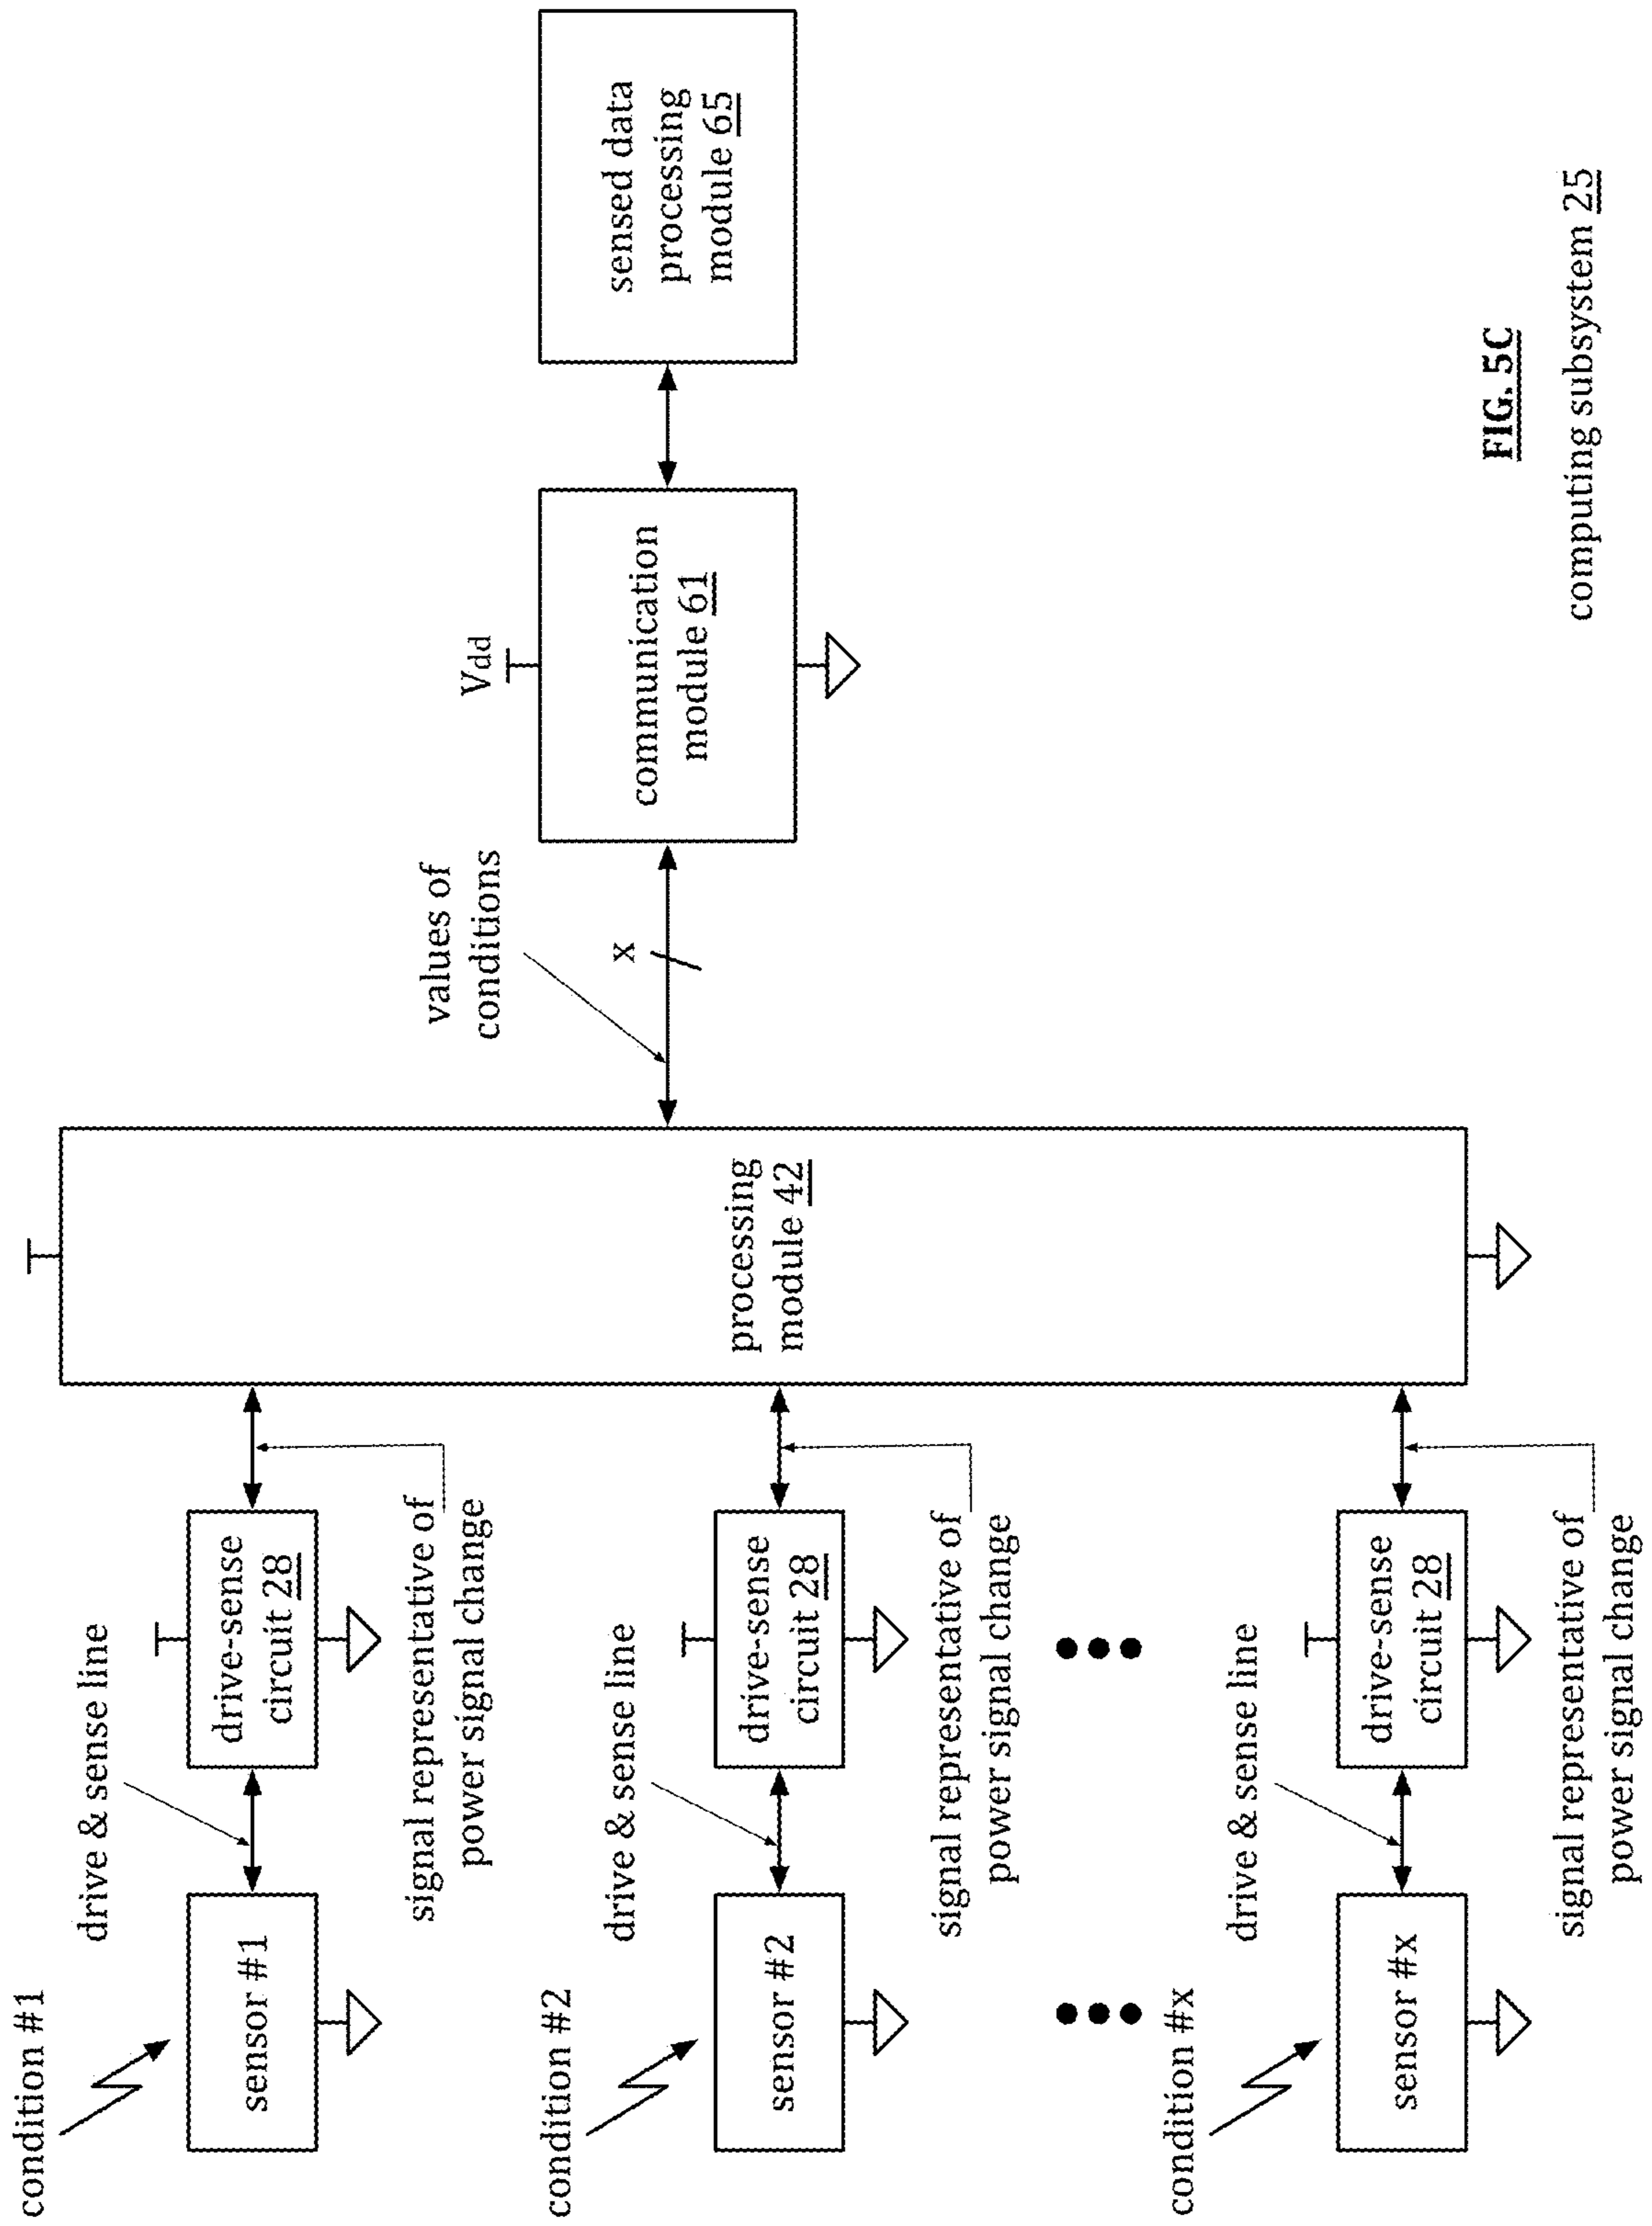 condition #1
drive & sense line
sensor #1
drive-sense
circuit 28
signal representative of
power signal change
condition #2
drive & sense line
sensor #2
drive-sense
circuit 28
signal representative of
power signal change
condition #x
drive & sense line
sensor #x
drive-sense
circuit 28
signal representative of
power signal change
processing
module 42
values of
conditions
x
Vdd
communication
module 61
sensed data
processing
module 65
FIG. 5C
computing subsystem 25